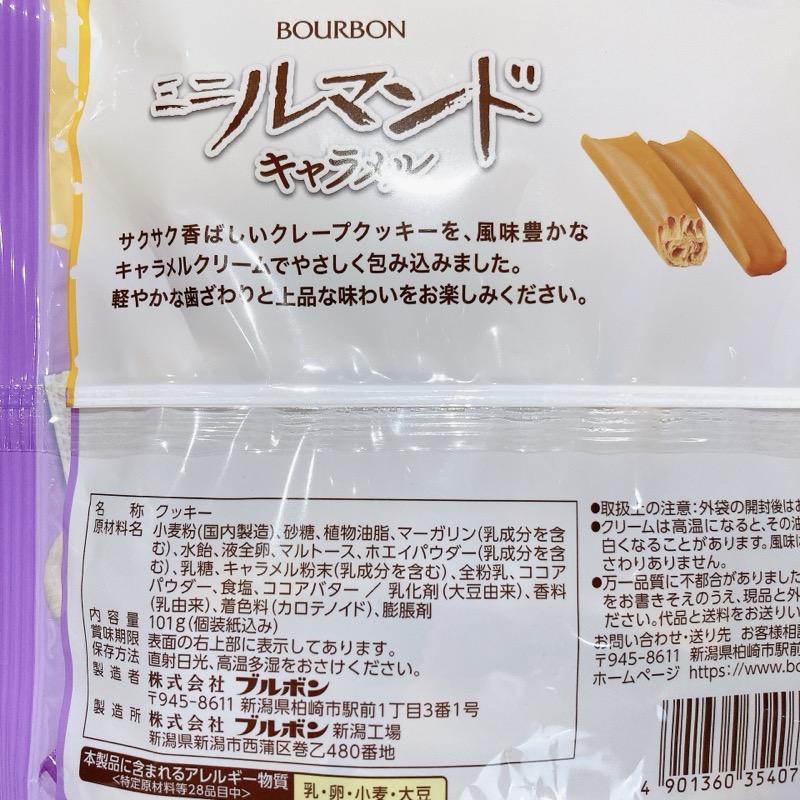 BOURBON
ミニルマンド
キャラメル
サクサク香ばしいクレープクッキーを、風味豊かな
キャラメルクリームでやさしく包み込みました。
軽やかな歯ざわりと上品な味わいをお楽しみください。
名称 クッキー
原材料名 小麦粉(国内製造)、砂糖、植物油脂、マーガリン(乳成分を含
む)、水飴、液全卵、マルトース、ホエイパウダー(乳成分を含
む)、乳糖、キャラメル粉末(乳成分を含む)、全粉乳、ココア
パウダー、食塩、ココアバター / 乳化剤(大豆由来)、香料
(乳由来)、着色料(カロテノイド)、膨脹剤
内容量 101g(個装紙込み)
賞味期限 表面の右上部に表示してあります。
保存方法 直射日光、高温多湿をおさけください。
製造者 株式会社 ブルボン
〒945-8611 新潟県柏崎市駅前1丁目3番1号
製造所 株式会社 ブルボン 新潟工場
新潟県新潟市西蒲区巻乙480番地
本製品に含まれるアレルギー物質
<特定原材料等28品目中>
乳・卵・小麦・大豆
●取扱上の注意:外袋の開封後はお
●クリームは高温になると、その油
白くなることがあります。風味は
さわりありません。
●万一品質に不都合がありました
をお書きそえのうえ、現品と外
ださい。代品と送料をお送りい
お問い合わせ・送り先 お客様相談
〒945-8611 新潟県柏崎市駅前
ホームページ https://www.bo
4 901360 35407